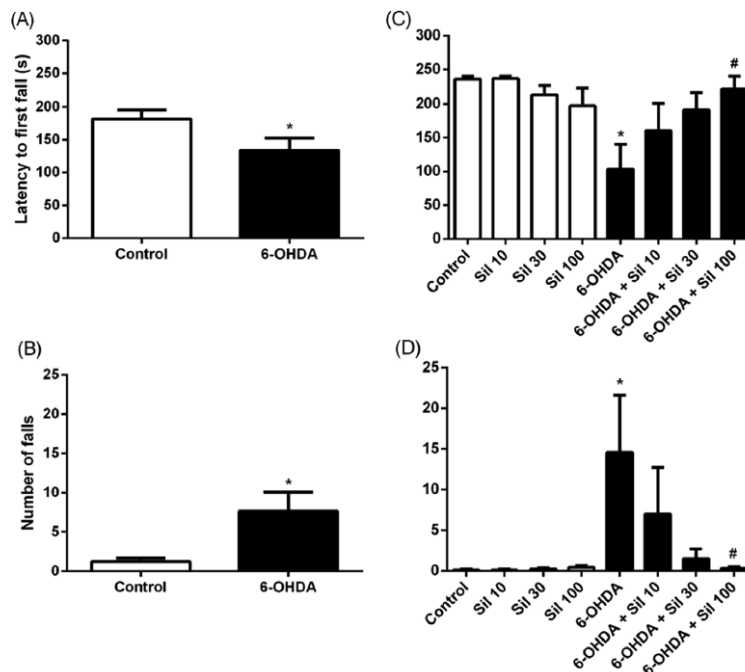 (A)
Latency to first fall (s)
300
250
200
150
100
50
0
*
Control 6-OHDA
(C)
300
250
200
150
100
50
0
*
#
Control
Sil 10
Sil 30
Sil 100
6-OHDA
6-OHDA + Sil 10
6-OHDA + Sil 30
6-OHDA + Sil 100
(B)
Number of falls
25
20
15
10
5
0
*
Control 6-OHDA
(D)
25
20
15
10
5
0
*
#
Control
Sil 10
Sil 30
Sil 100
6-OHDA
6-OHDA + Sil 10
6-OHDA + Sil 30
6-OHDA + Sil 100